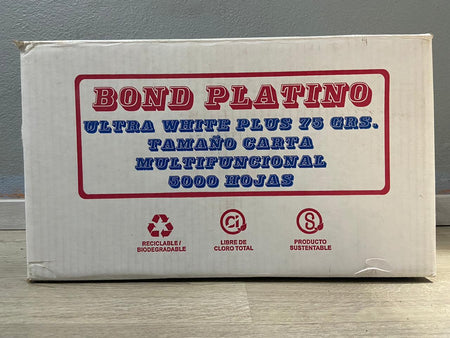 BOND PLATINO
ULTRA WHITE PLUS 75 GRS.
TAMAÑO CARTA
MULTIFUNCIONAL
5000 HOJAS
RECICLABLE /
BIODEGRADABLE
Cl
LIBRE DE
CLORO TOTAL
S
PRODUCTO
SUSTENTABLE